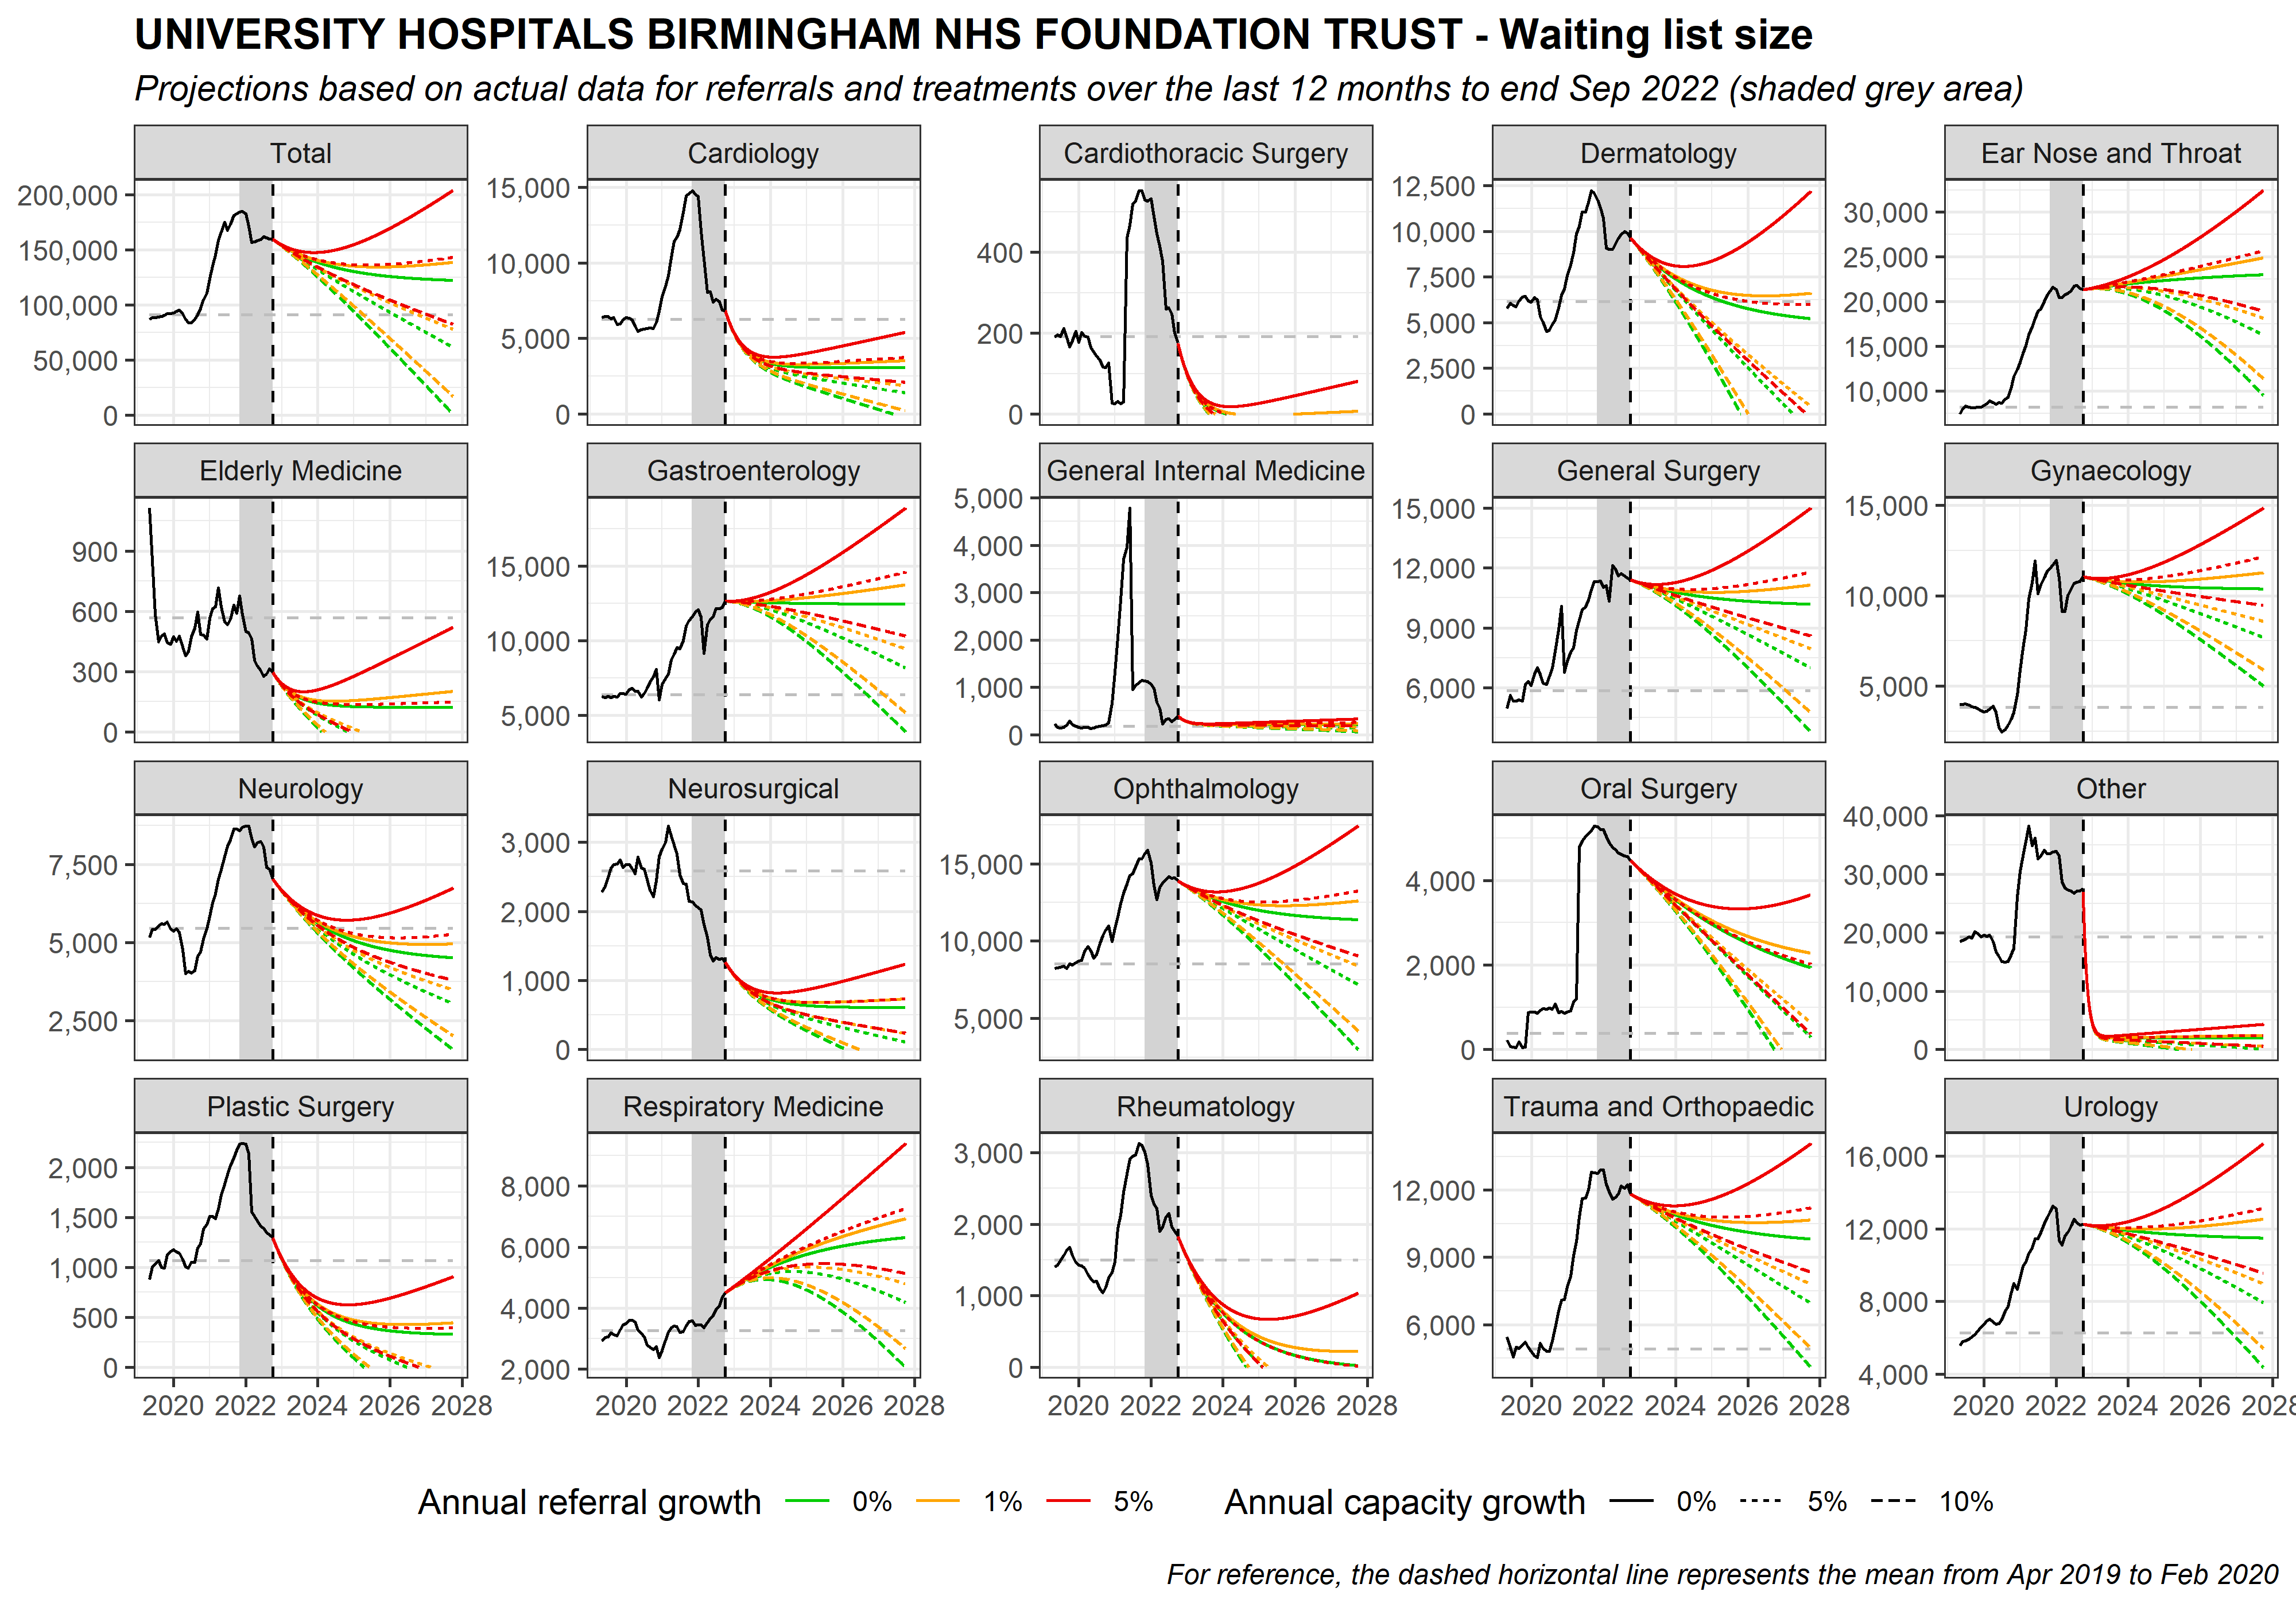 UNIVERSITY HOSPITALS BIRMINGHAM NHS FOUNDATION TRUST - Waiting list size
Projections based on actual data for referrals and treatments over the last 12 months to end Sep 2022 (shaded grey area)
Total
200,000
150,000
100,000
50,000
0
Cardiology
15,000
10,000
5,000
0
Cardiothoracic Surgery
400
200
0
Dermatology
12,500
10,000
7,500
5,000
2,500
0
Ear Nose and Throat
30,000
25,000
20,000
15,000
10,000
Elderly Medicine
900
600
300
0
Gastroenterology
15,000
10,000
5,000
General Internal Medicine
5,000
4,000
3,000
2,000
1,000
0
General Surgery
15,000
12,000
9,000
6,000
Gynaecology
15,000
10,000
5,000
Neurology
7,500
5,000
2,500
Neurosurgical
3,000
2,000
1,000
0
Ophthalmology
15,000
10,000
5,000
Oral Surgery
4,000
2,000
0
Other
40,000
30,000
20,000
10,000
0
Plastic Surgery
2,000
1,500
1,000
500
0
2020 2022 2024 2026 2028
Respiratory Medicine
8,000
6,000
4,000
2,000
2020 2022 2024 2026 2028
Rheumatology
3,000
2,000
1,000
0
2020 2022 2024 2026 2028
Trauma and Orthopaedic
12,000
9,000
6,000
2020 2022 2024 2026 2028
Urology
16,000
12,000
8,000
4,000
2020 2022 2024 2026 2028
Annual referral growth 0% 1% 5% Annual capacity growth 0% 5% 10%
For reference, the dashed horizontal line represents the mean from Apr 2019 to Feb 2020